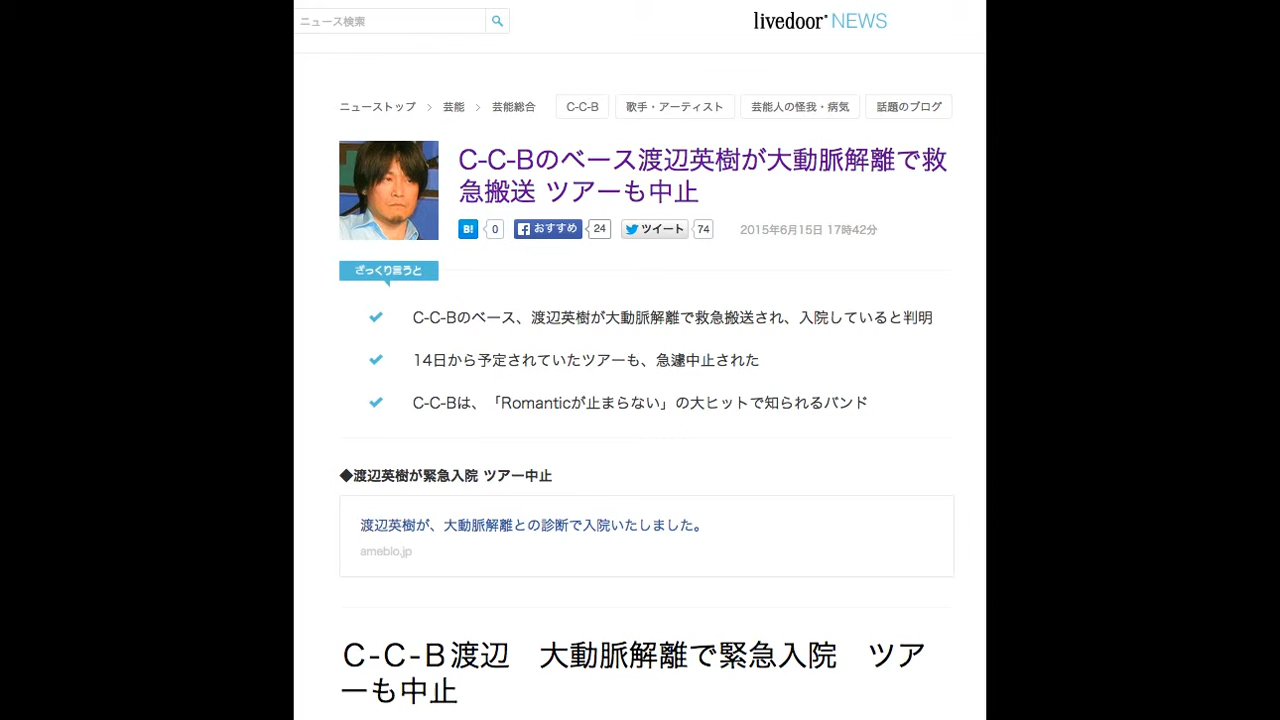 ニュース検索
livedoor NEWS
ニューストップ > 芸能 > 芸能総合 C-C-B 歌手・アーティスト 芸能人の怪我・病気 話題のブログ
C-C-Bのベース渡辺英樹が大動脈解離で救
急搬送 ツアーも中止
B! 0 おすすめ 24 ツイート 74 2015年6月15日 17時42分
ざっくり言うと
C-C-Bのベース、渡辺英樹が大動脈解離で救急搬送され、入院していると判明
14日から予定されていたツアーも、急遽中止された
C-C-Bは、「Romanticが止まらない」の大ヒットで知られるバンド
◆渡辺英樹が緊急入院 ツアー中止
渡辺英樹が、大動脈解離との診断で入院いたしました。
ameblo.jp
Ｃ-Ｃ-Ｂ渡辺　大動脈解離で緊急入院　ツア
ーも中止